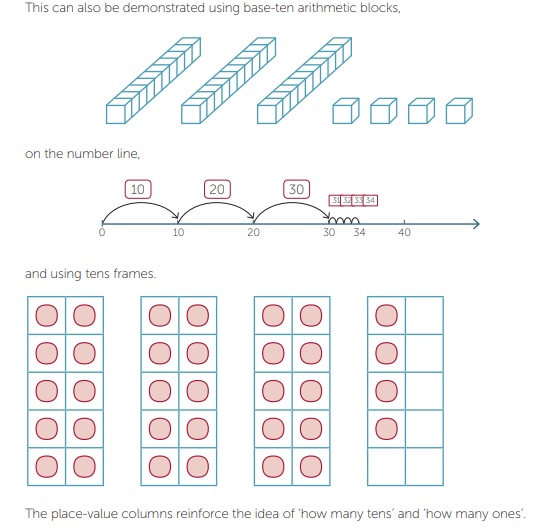 This can also be demonstrated using base-ten arithmetic blocks,
on the number line,
10 20 30
31 32 33 34
0 10 20 30 34 40
and using tens frames.
The place-value columns reinforce the idea of ‘how many tens’ and ‘how many ones’.